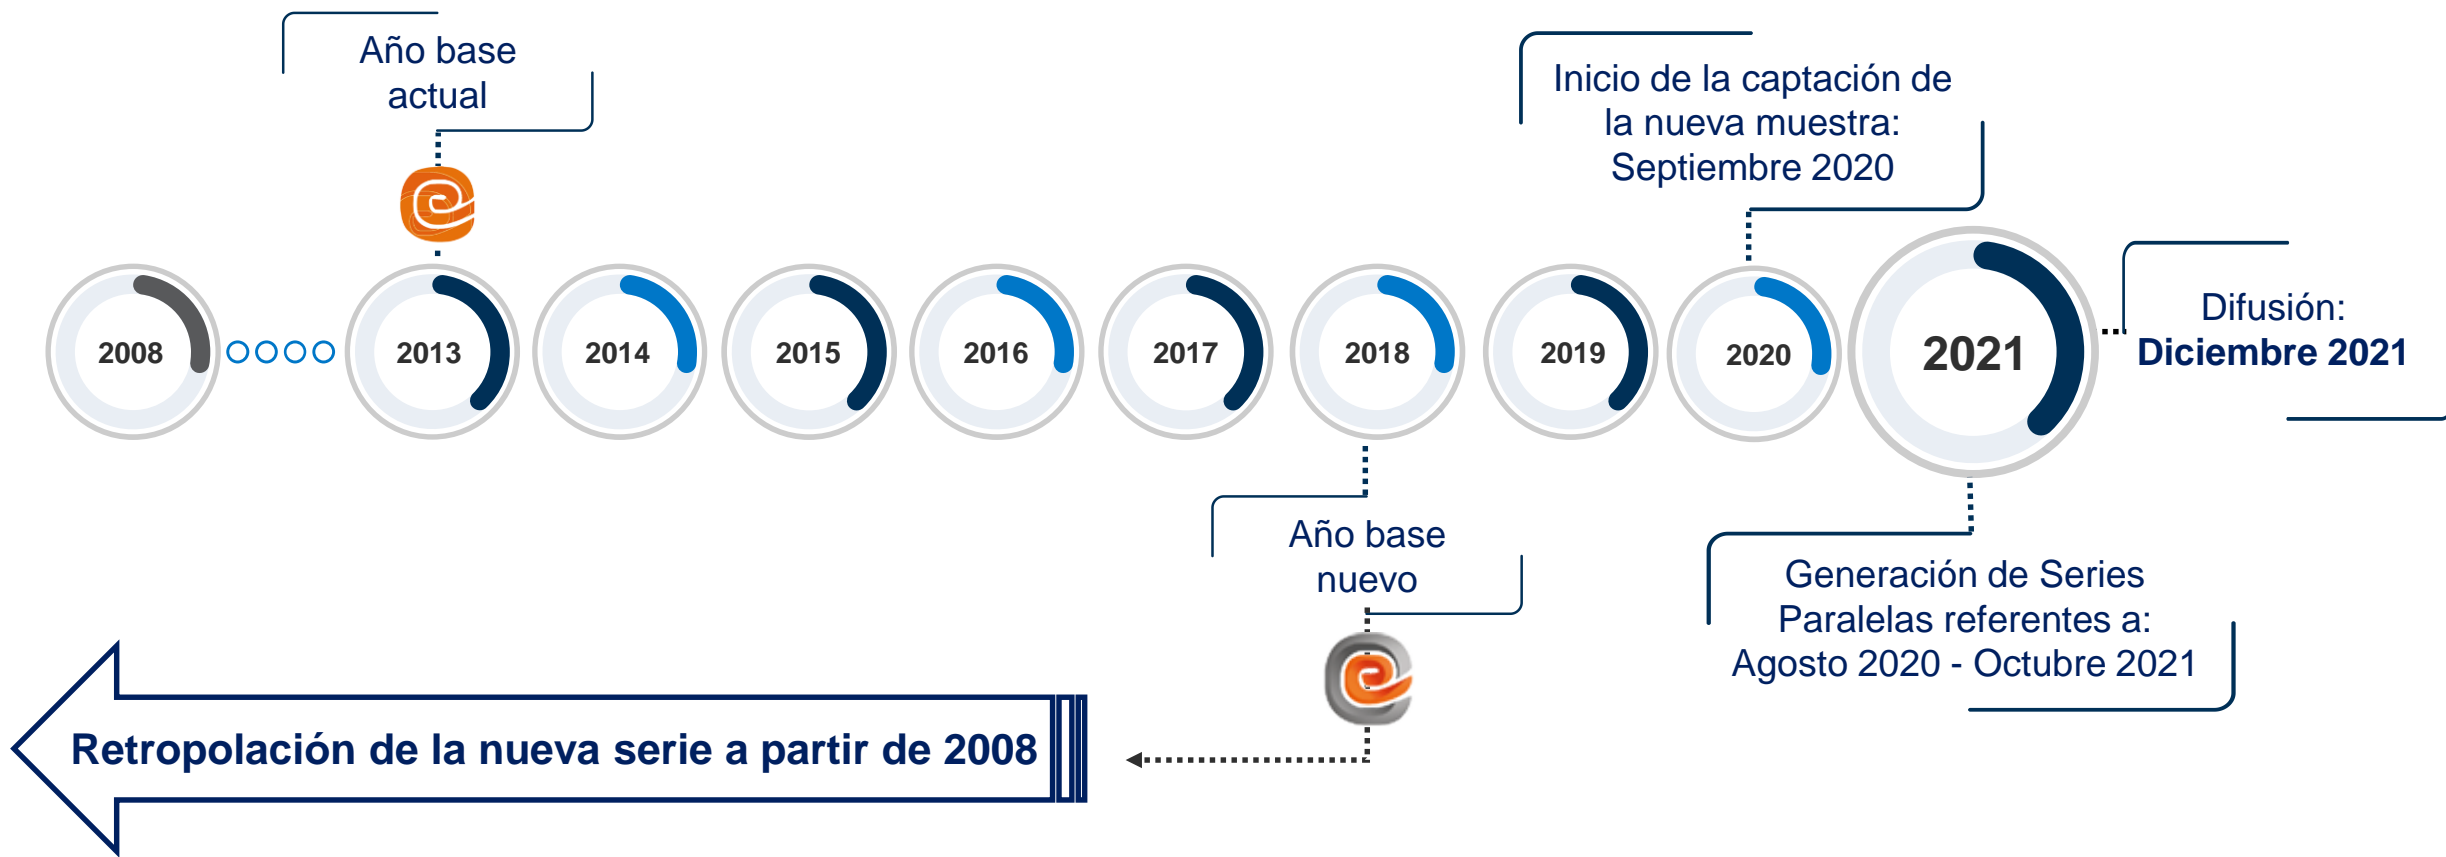 Año base
actual
Inicio de la captación de
la nueva muestra:
Septiembre 2020
2008
2013
2014
2015
2016
2017
2018
2019
2020
2021
Difusión:
Diciembre 2021
Año base
nuevo
Generación de Series
Paralelas referentes a:
Agosto 2020 - Octubre 2021
Retropolación de la nueva serie a partir de 2008